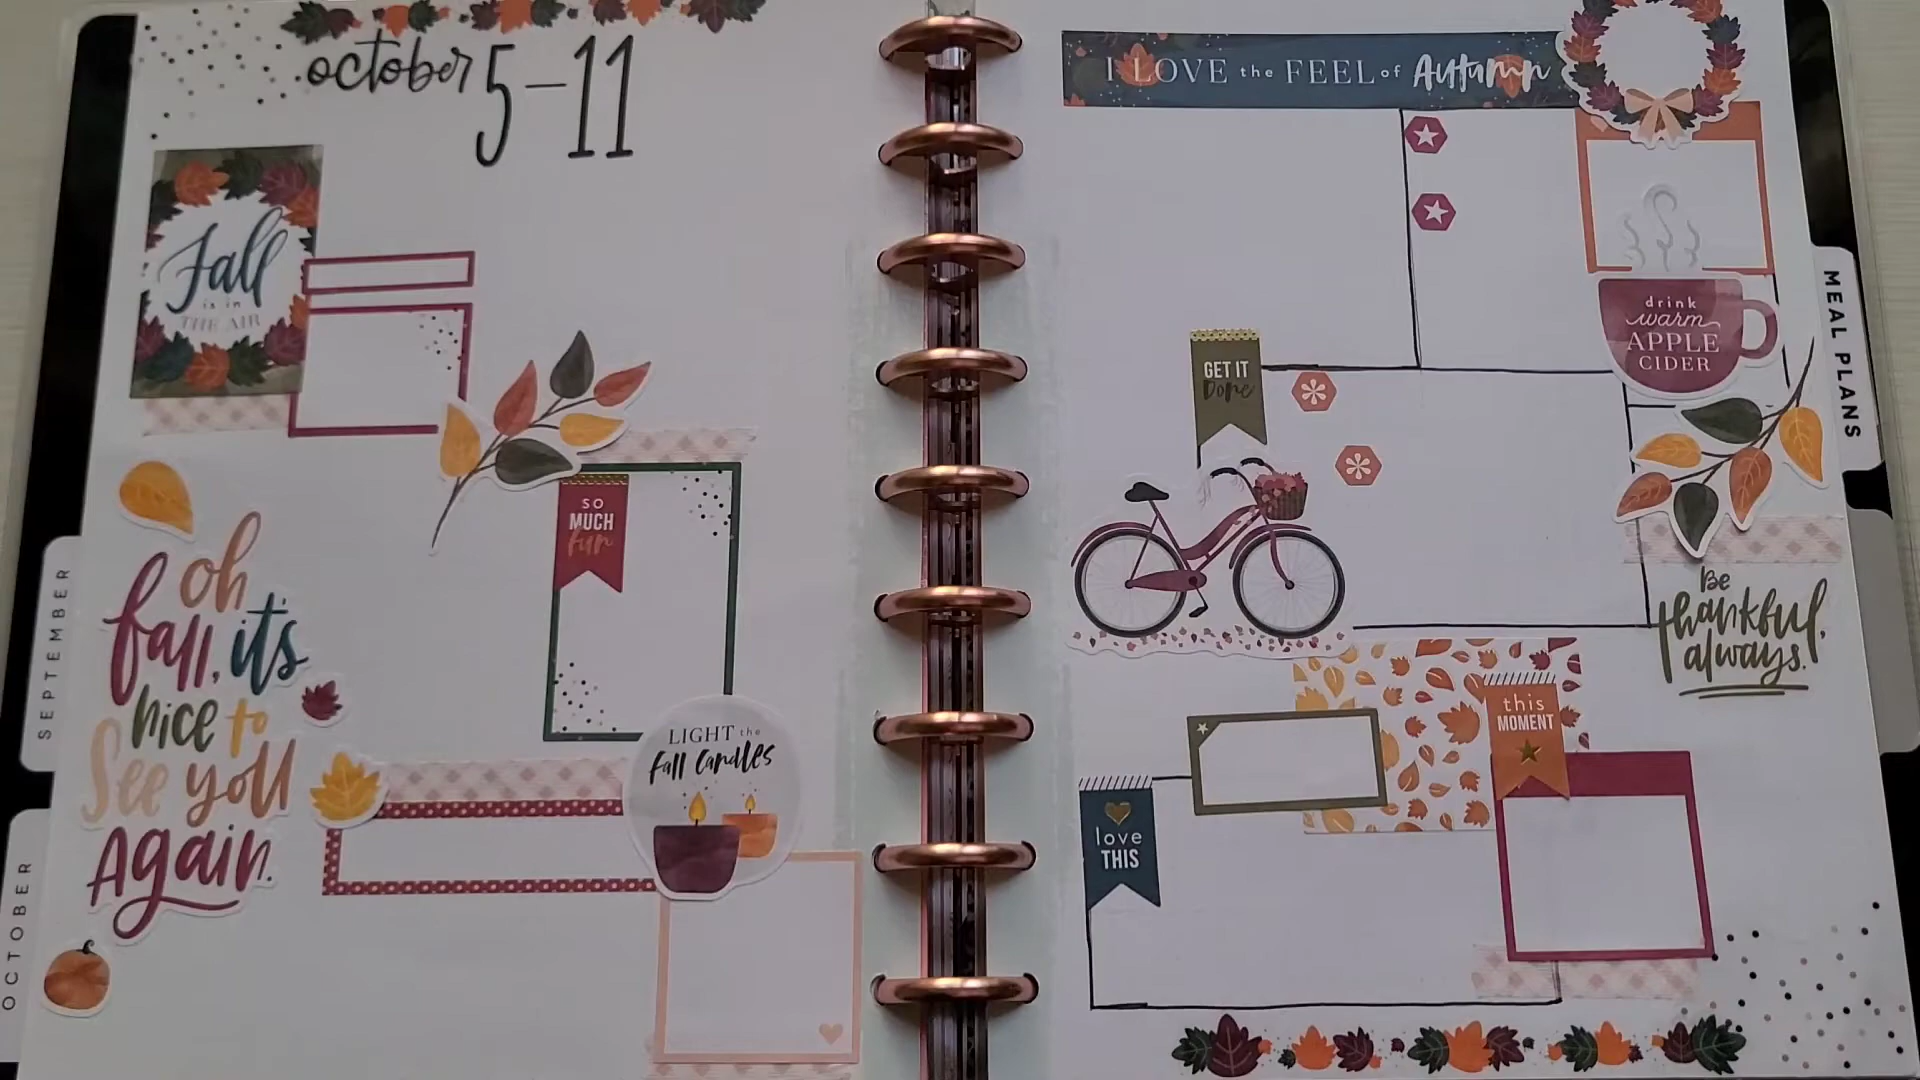 october 5-11
Fall
is in
THE AIR
SO
MUCH
fun
oh
fall, it's
nice to
See you
Again.
LIGHT the
fall candles
SEPTEMBER
OCTOBER
I LOVE the FEEL of Autumn
drink
warm
APPLE
CIDER
GET IT
Done
Be
thankful,
always.
this
MOMENT
love
THIS
MEAL PLANS